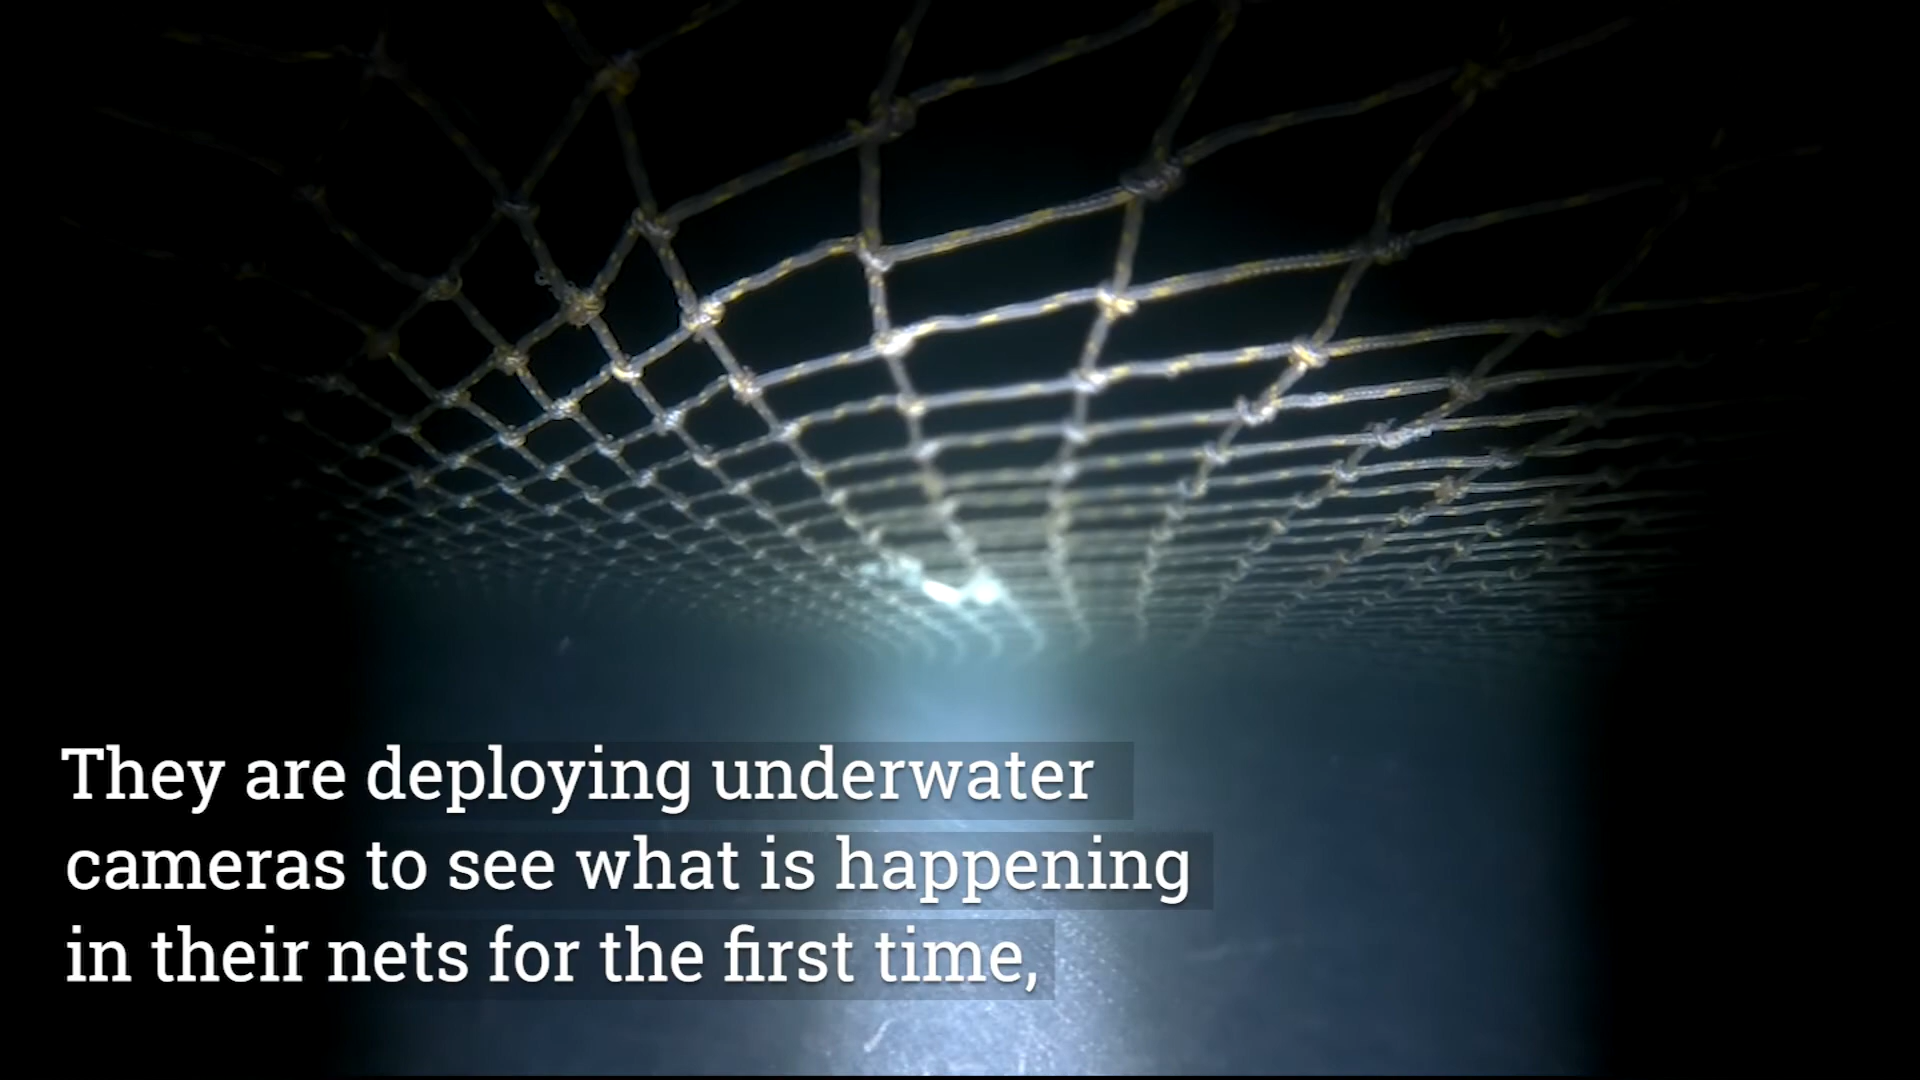 They are deploying underwater
cameras to see what is happening
in their nets for the first time,